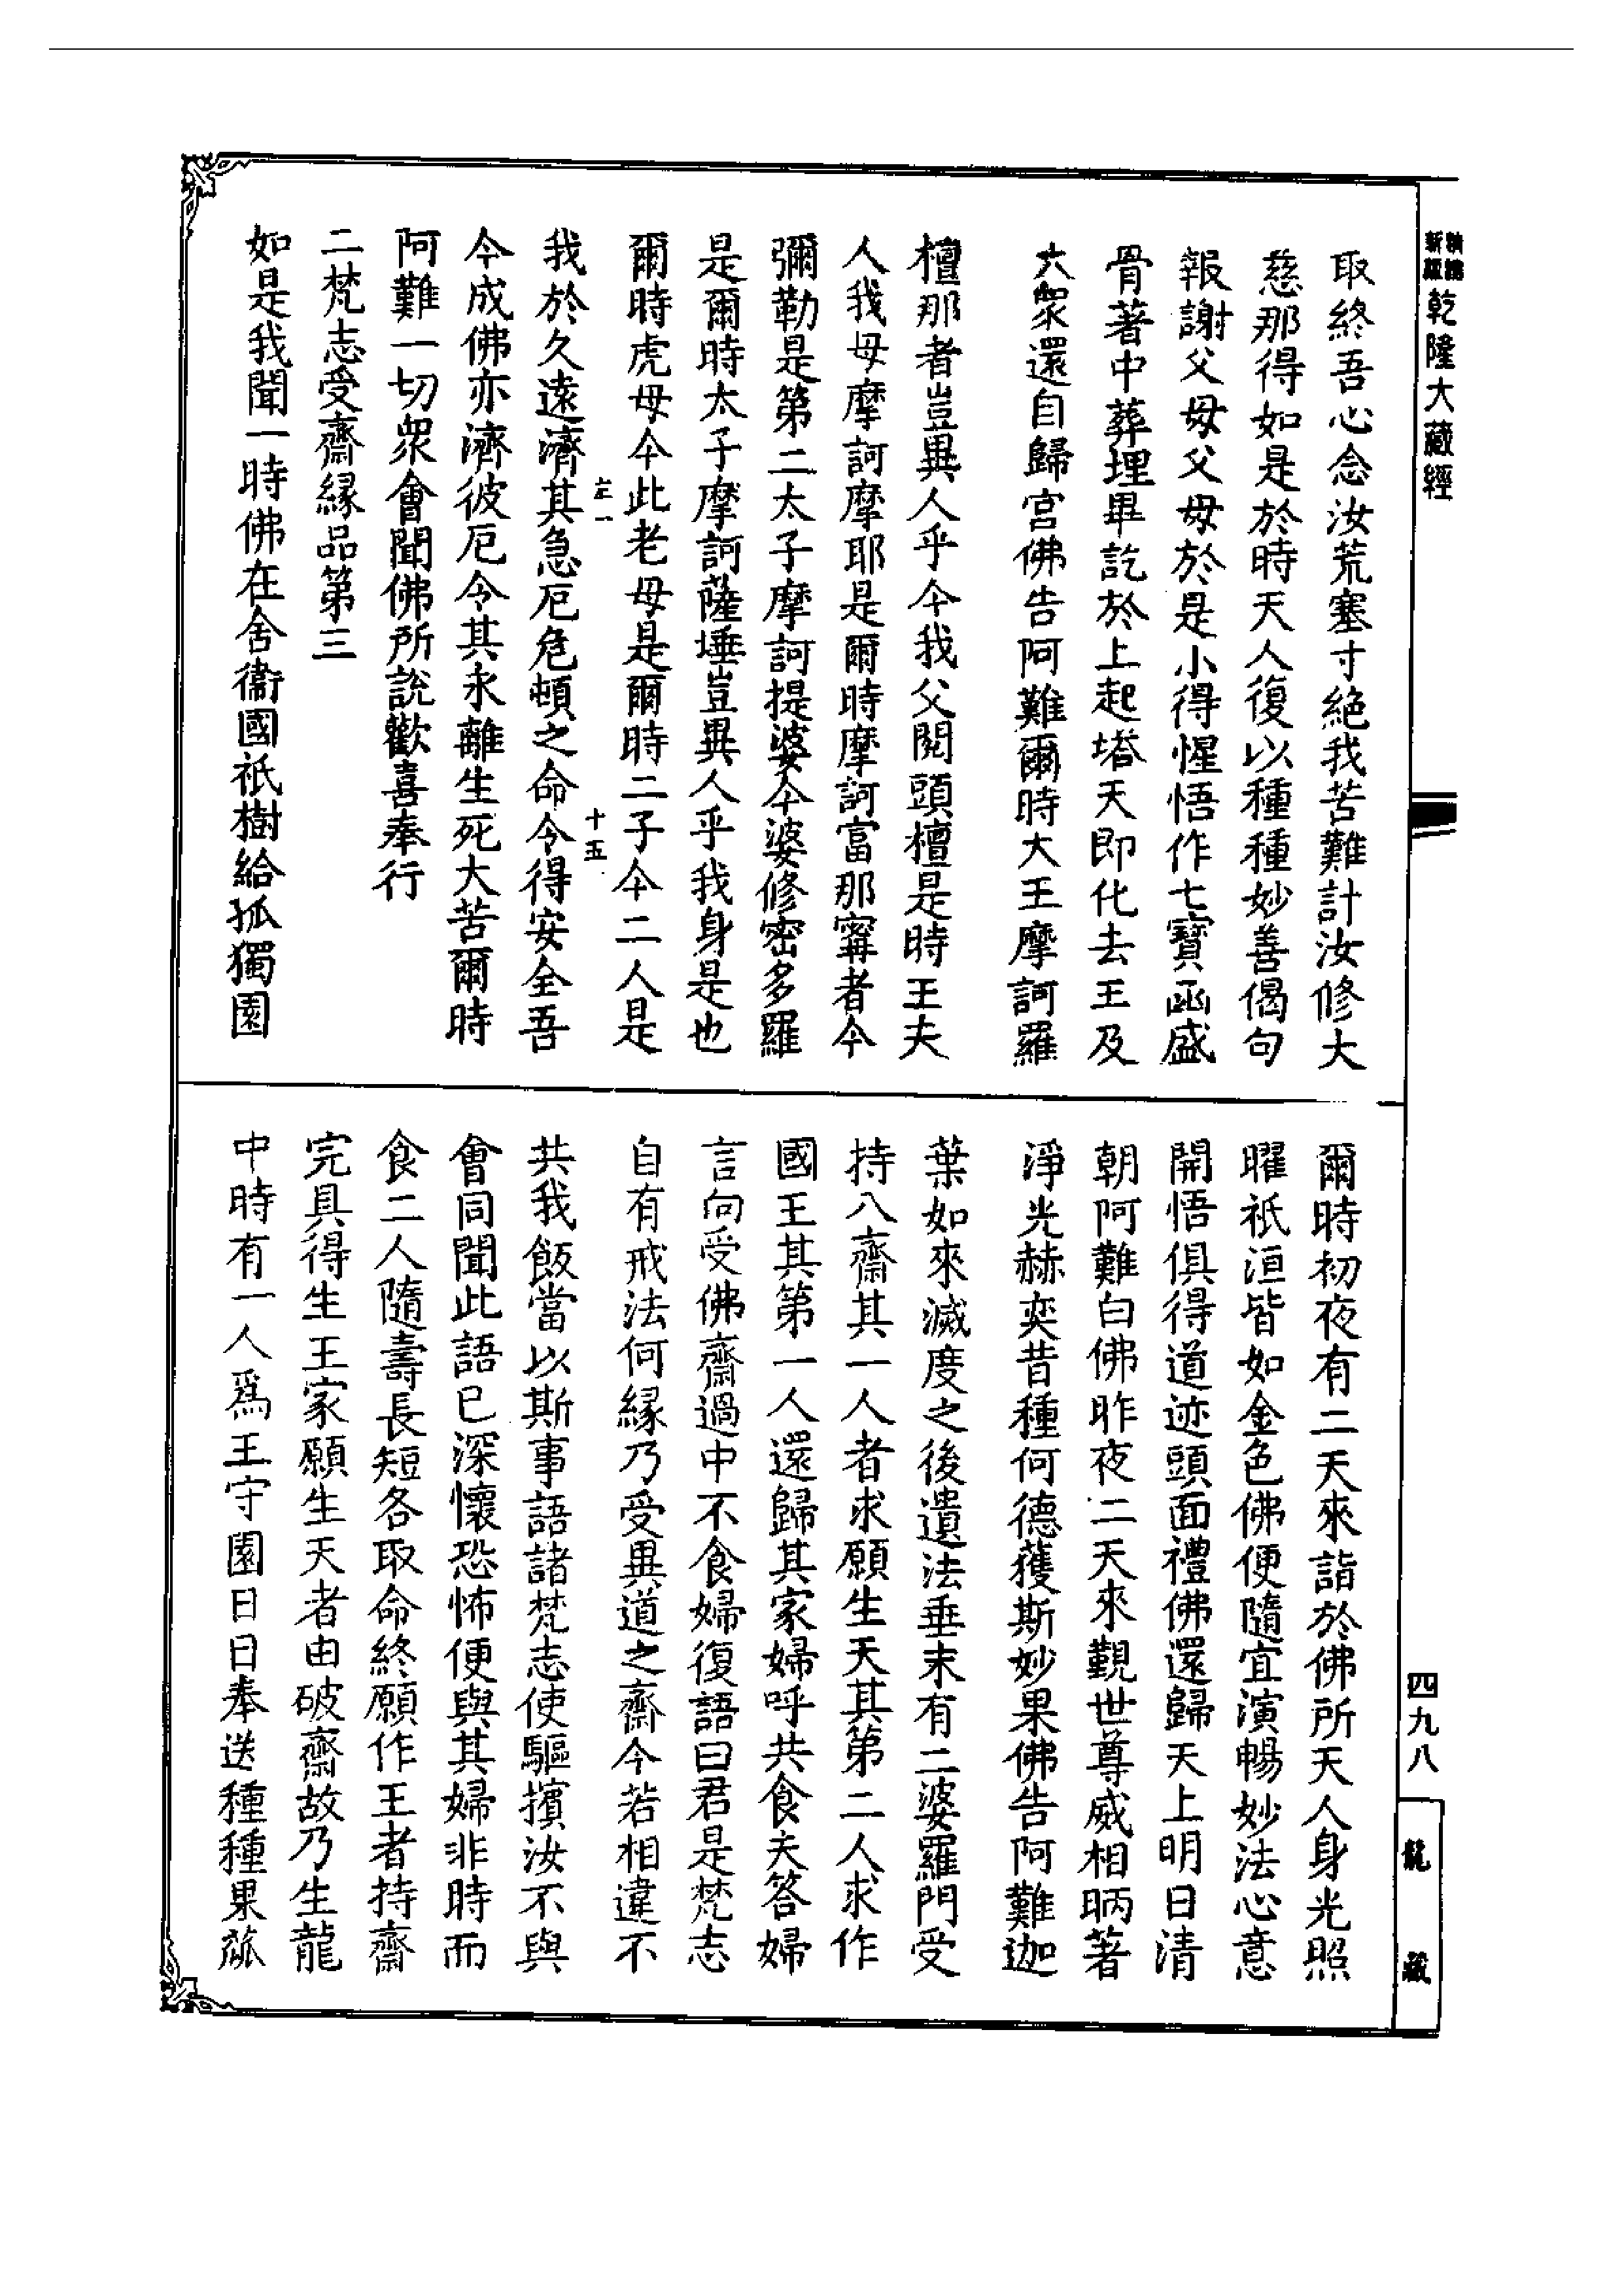 乾隆大藏經
取終吾心念汝荒塞寸絕我苦難計汝修大
慈那得如是於時天人復以種種妙善偈句
報謝父母父母於是小得惺悟作七寶函盛
骨著中葬埋畢訖於上起塔天即化去王及
大衆還自歸宮佛告阿難爾時大王摩訶羅
檀那者豈異人乎今我父閱頭檀是時王夫
人我母摩訶摩耶是爾時摩訶富那甯者今
彌勒是第二太子摩訶提婆今婆修密多羅
是爾時太子摩訶薩埵豈異人乎我身是也
爾時虎母今此老母是爾時二子今二人是
十五
我於久遠濟其急厄危頓之命令得安全吾
今成佛亦濟彼厄令其永離生死大苦爾時
阿難一切衆會聞佛所說歡喜奉行
二梵志受齋緣品第三
如是我聞一時佛在舍衞國祇樹給孤獨園
爾時初夜有二天來詣於佛所天人身光照
曜祇洹皆如金色佛便隨宜演暢妙法心意
開悟俱得道迹頭面禮佛還歸天上明日清
朝阿難白佛昨夜二天來覲世尊威相昞著
淨光赫奕昔種何德獲斯妙果佛告阿難迦
葉如來滅度之後遺法垂末有二婆羅門受
持八齋其一人者求願生天其第二人求作
國王其第一人還歸其家婦呼共食夫答婦
言向受佛齋過中不食婦復語曰君是梵志
自有戒法何緣乃受異道之齋今若相違不
共我飯當以斯事語諸梵志使驅擯汝不與
會同聞此語已深懷恐怖便與其婦非時而
食二人隨壽長短各取命終願作王者持齋
完具得生王家願生天者由破齋故乃生龍
中時有一人爲王守園日日奉送種種果蓏
四九八
龍藏